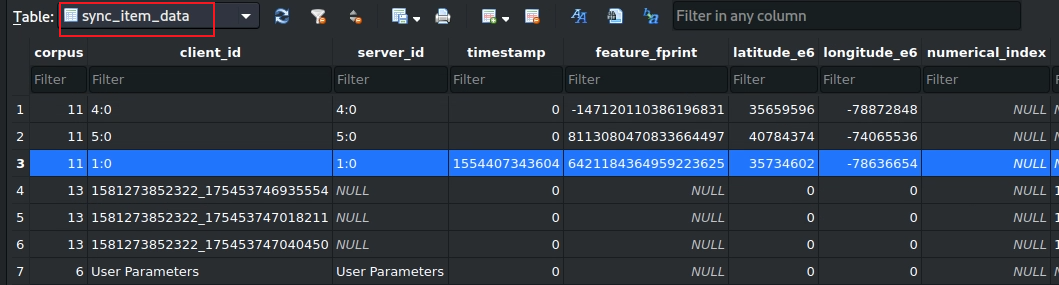 Table: sync_item_data Filter in any column
corpus client_id server_id timestamp feature_fprint latitude_e6 longitude_e6 numerical_index
Filter Filter Filter Filter Filter Filter Filter Filter
1 11 4:0 4:0 0 -147120110386196831 35659596 -78872848 NULL
2 11 5:0 5:0 0 8113080470833664497 40784374 -74065536 NULL
3 11 1:0 1:0 1554407343604 6421184364959223625 35734602 -78636654 NULL
4 13 1581273852322_175453746935554 NULL 0 NULL 0 0 NULL 1
5 13 1581273852322_175453747018211 NULL 0 NULL 0 0 NULL 1
6 13 1581273852322_175453747040450 NULL 0 NULL 0 0 NULL 1
7 6 User Parameters User Parameters 0 NULL 0 0 NULL